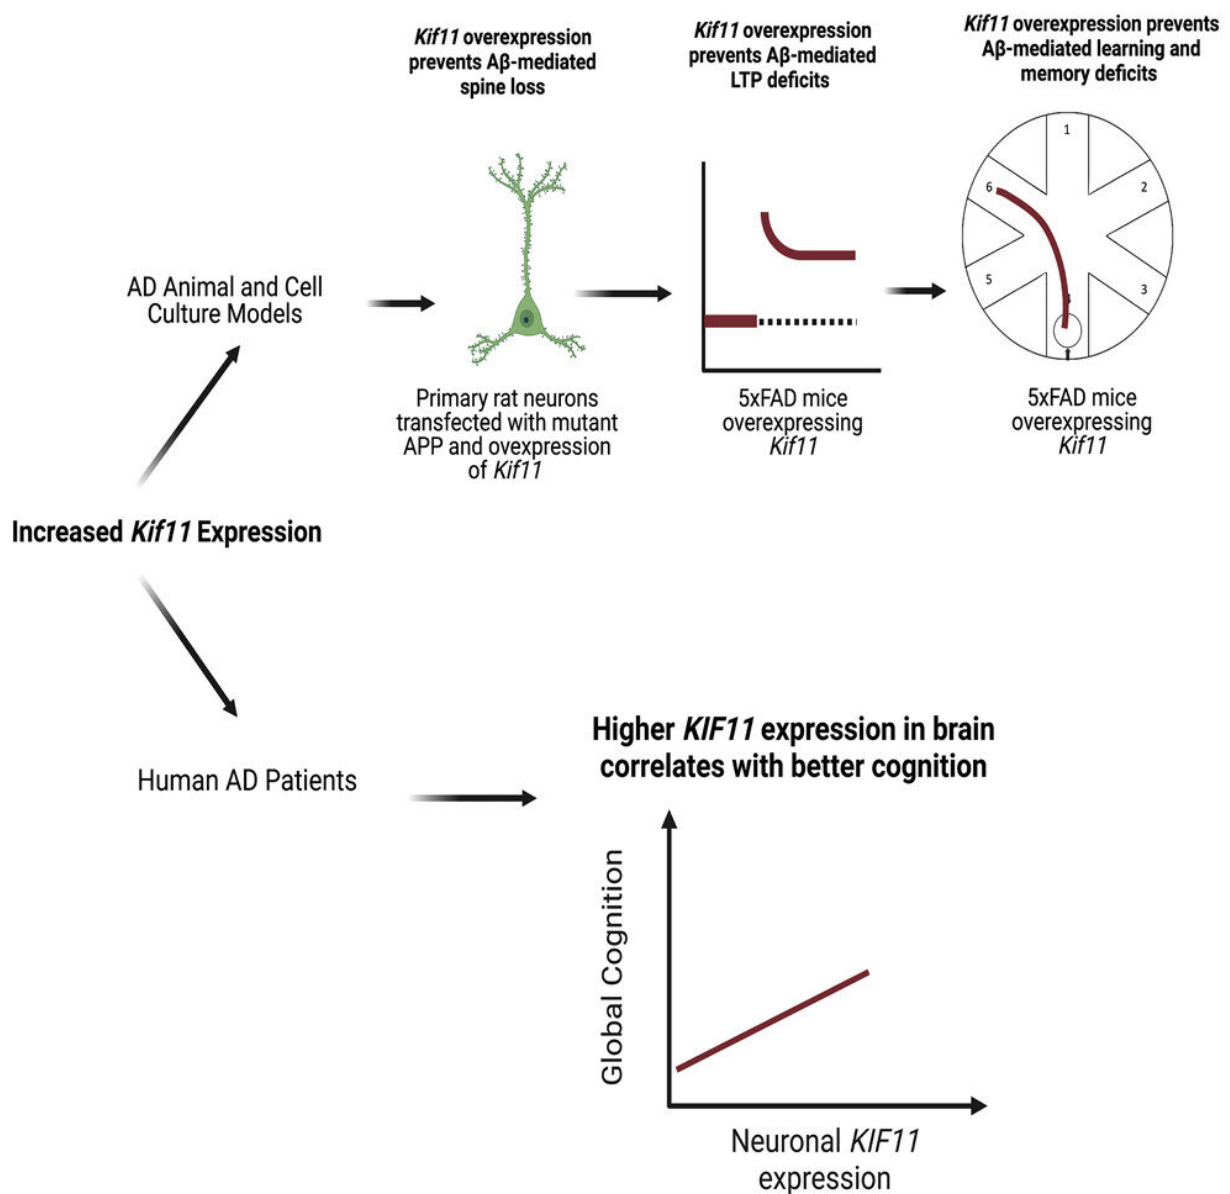 Kif11 overexpression
prevents Aβ-mediated
spine loss
Kif11 overexpression
prevents Aβ-mediated
LTP deficits
Kif11 overexpression prevents
Aβ-mediated learning and
memory deficits
1
2
3
5
6
AD Animal and Cell
Culture Models
Primary rat neurons
transfected with mutant
APP and ovexpression
of Kif11
5xFAD mice
overexpressing
Kif11
5xFAD mice
overexpressing
Kif11
Increased Kif11 Expression
Human AD Patients
Higher KIF11 expression in brain
correlates with better cognition
Global Cognition
Neuronal KIF11
expression